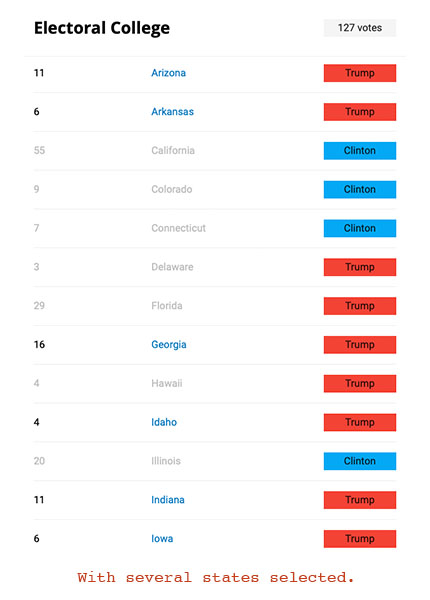 Electoral College 127 votes
11 Arizona Trump
6 Arkansas Trump
55 California Clinton
9 Colorado Clinton
7 Connecticut Clinton
3 Delaware Trump
29 Florida Trump
16 Georgia Trump
4 Hawaii Trump
4 Idaho Trump
20 Illinois Clinton
11 Indiana Trump
6 Iowa Trump
With several states selected.